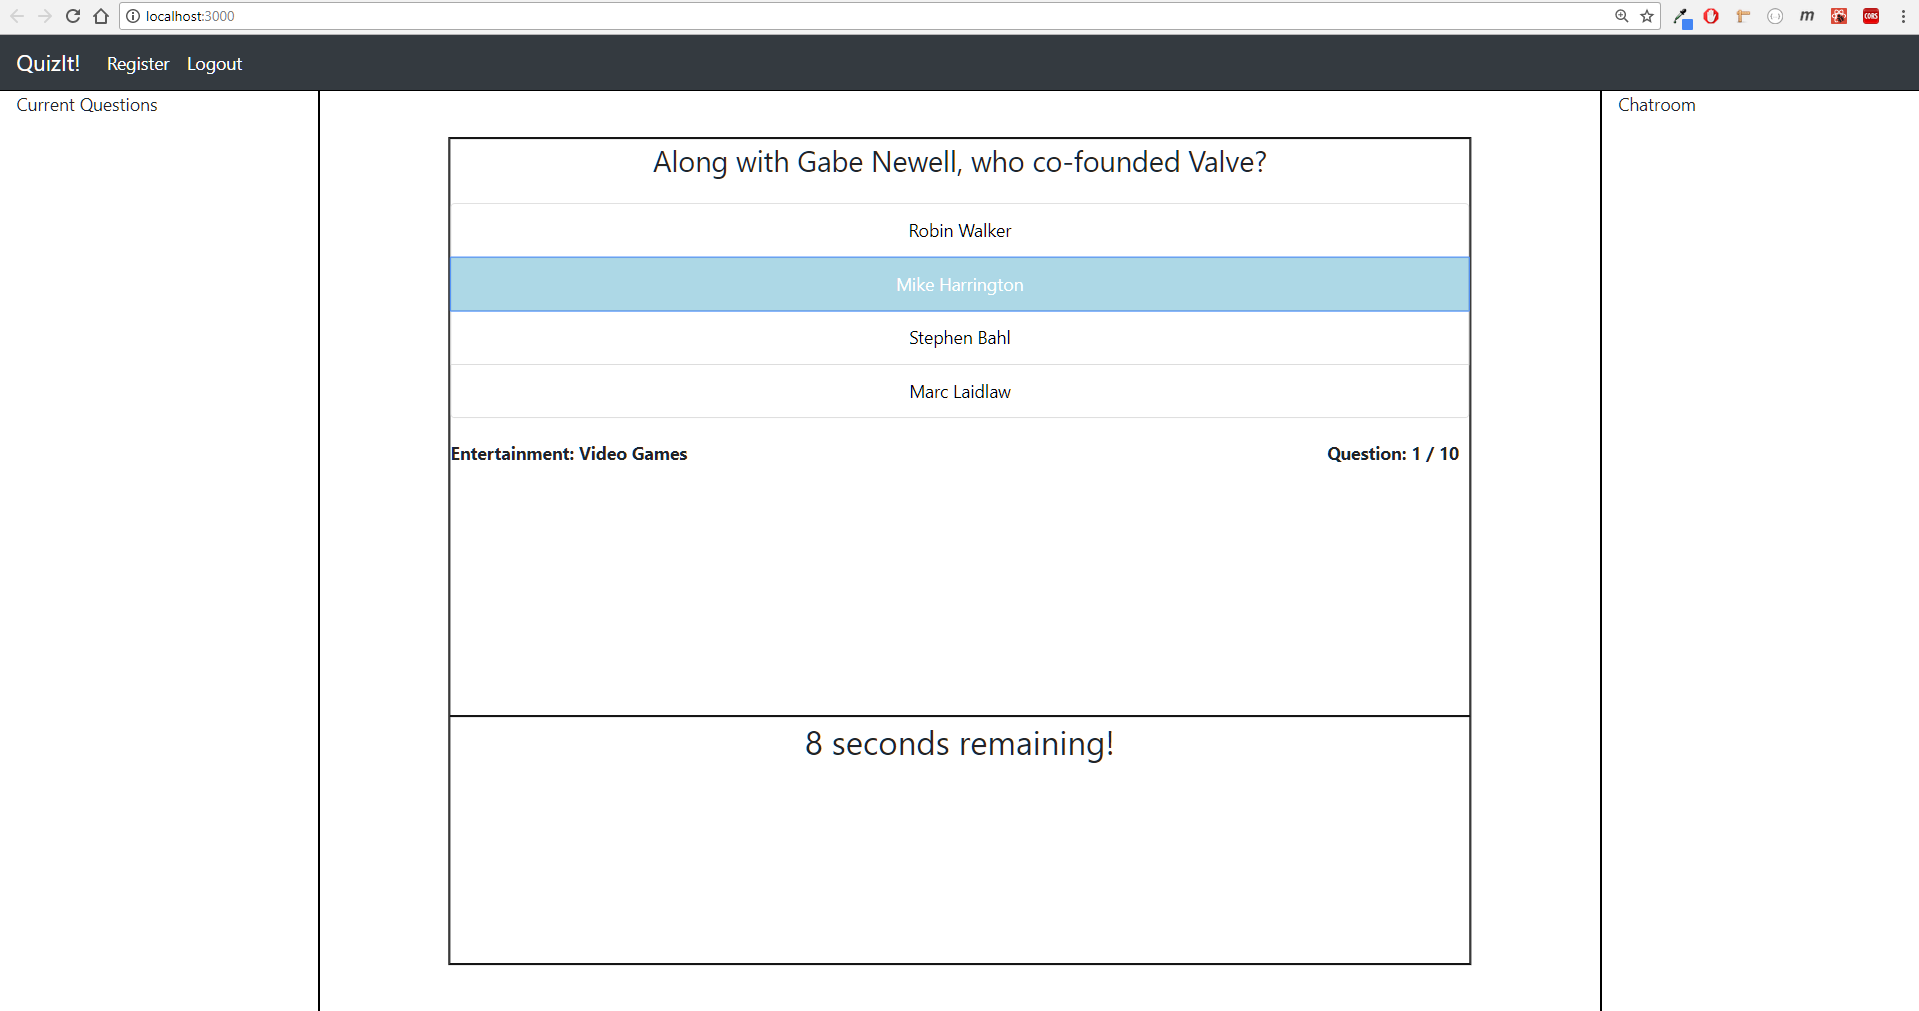 localhost:3000
QuizIt! Register Logout
Current Questions
Along with Gabe Newell, who co-founded Valve?
Robin Walker
Mike Harrington
Stephen Bahl
Marc Laidlaw
Entertainment: Video Games
Question: 1 / 10
8 seconds remaining!
Chatroom
m
CORS